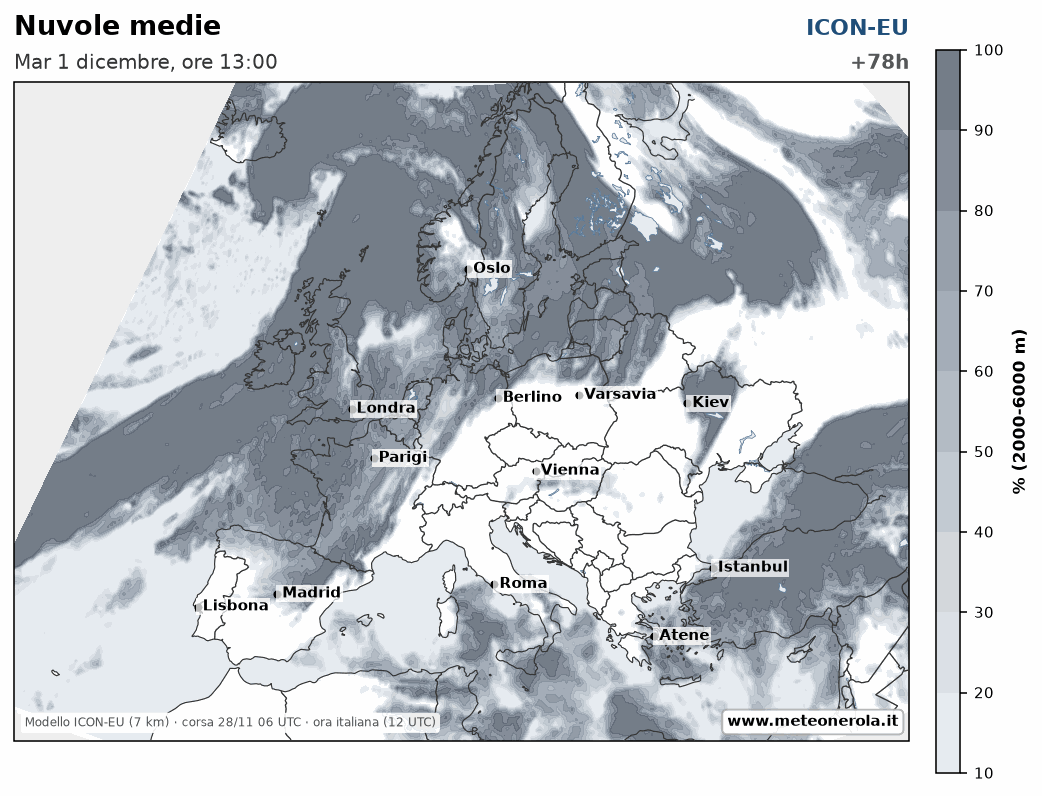 Nuvole medie
ICON-EU
Mar 1 dicembre, ore 13:00
+78h
100
90
80
70
60
50
40
30
20
10
% (2000-6000 m)
Oslo
Berlino
Varsavia
Kiev
Londra
Parigi
Vienna
Istanbul
Roma
Madrid
Lisbona
Atene
Modello ICON-EU (7 km) · corsa 28/11 06 UTC · ora italiana (12 UTC)
www.meteonerola.it